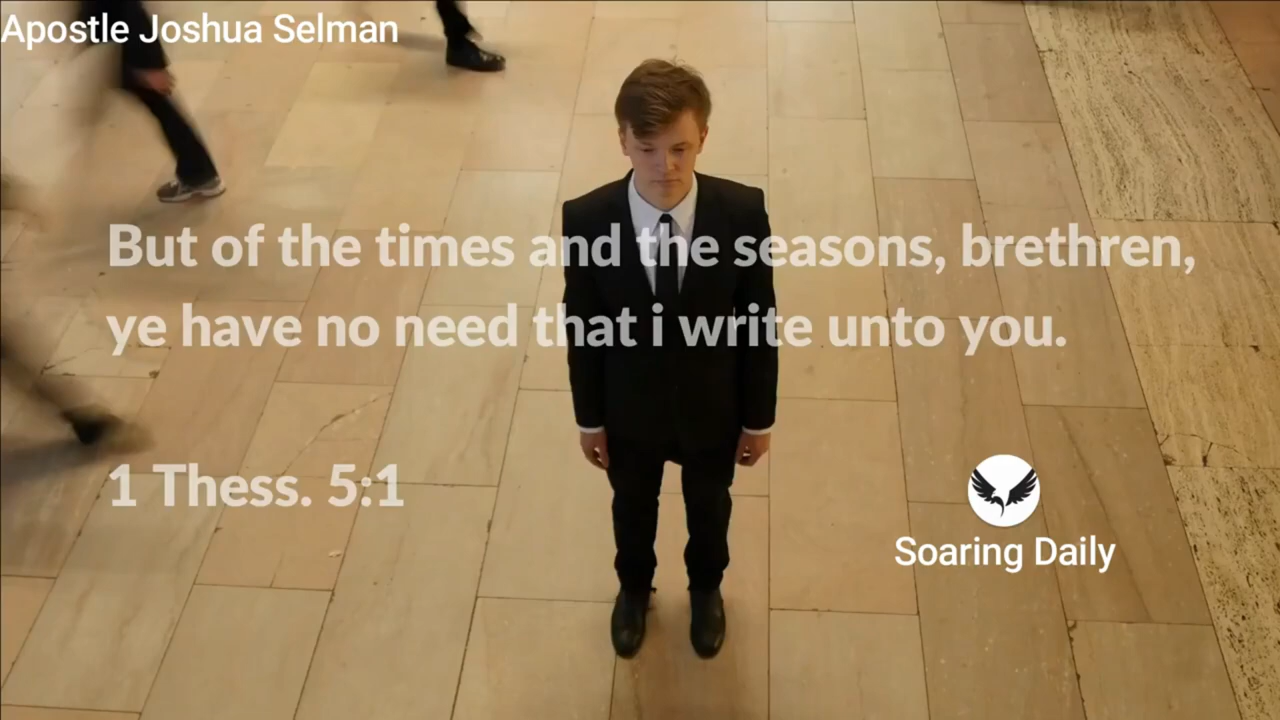 Apostle Joshua Selman
But of the times and the seasons, brethren,
ye have no need that i write unto you.
1 Thess. 5:1
Soaring Daily